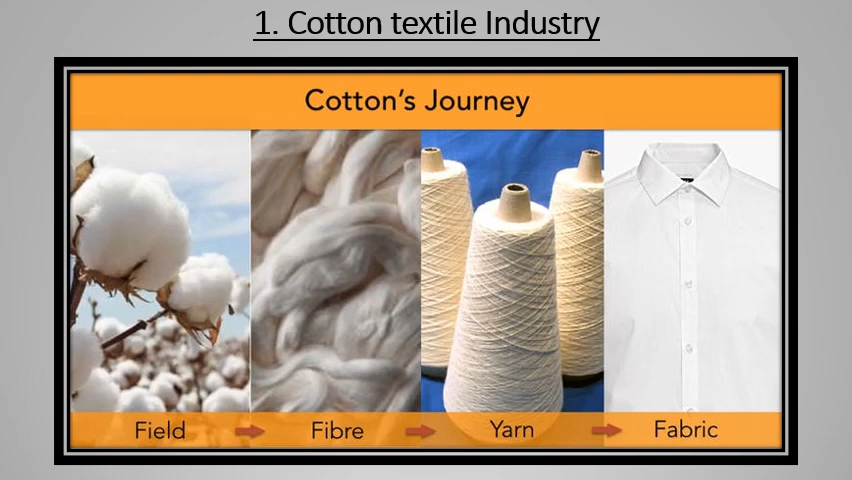 1. Cotton textile Industry
Cotton's Journey
Field
Fibre
Yarn
Fabric